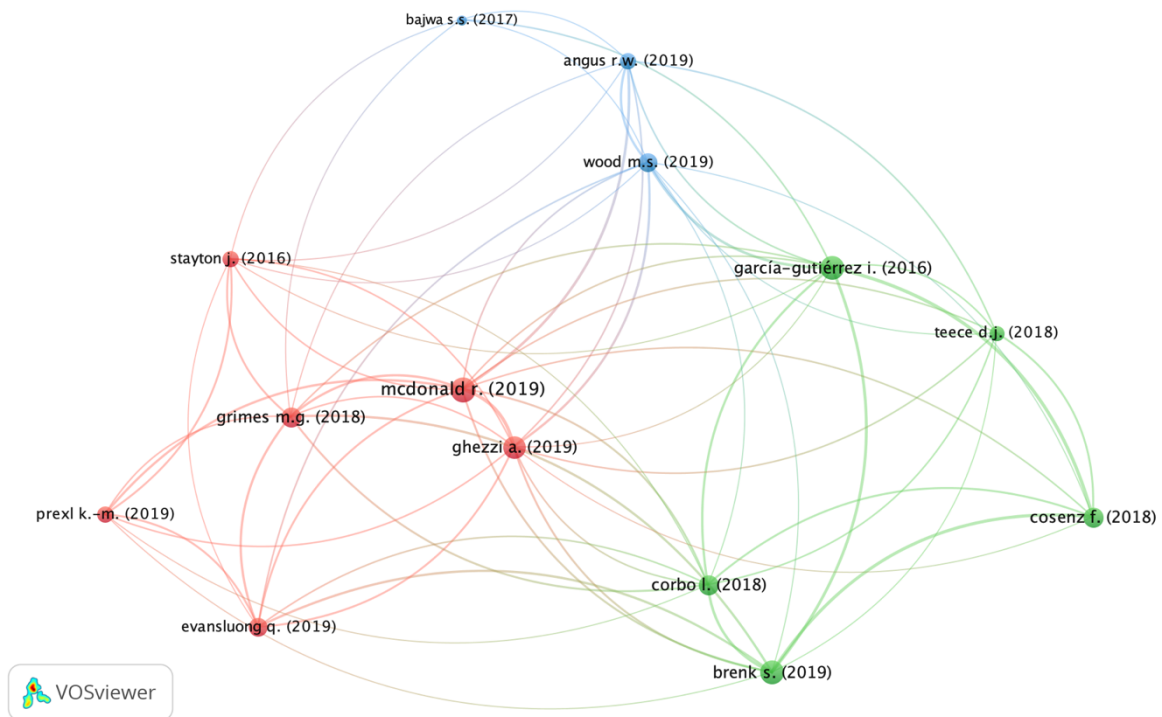 bajwa s.s. (2017)
angus r.w. (2019)
wood m.s. (2019)
stayton j. (2016)
garcía-gutiérrez i. (2016)
teece d.j. (2018)
mcdonald r. (2019)
grimes m.g. (2018)
ghezzi a. (2019)
prexl k.-m. (2019)
cosenz f. (2018)
corbo l. (2018)
evansluong q. (2019)
brenk s. (2019)
VOSviewer